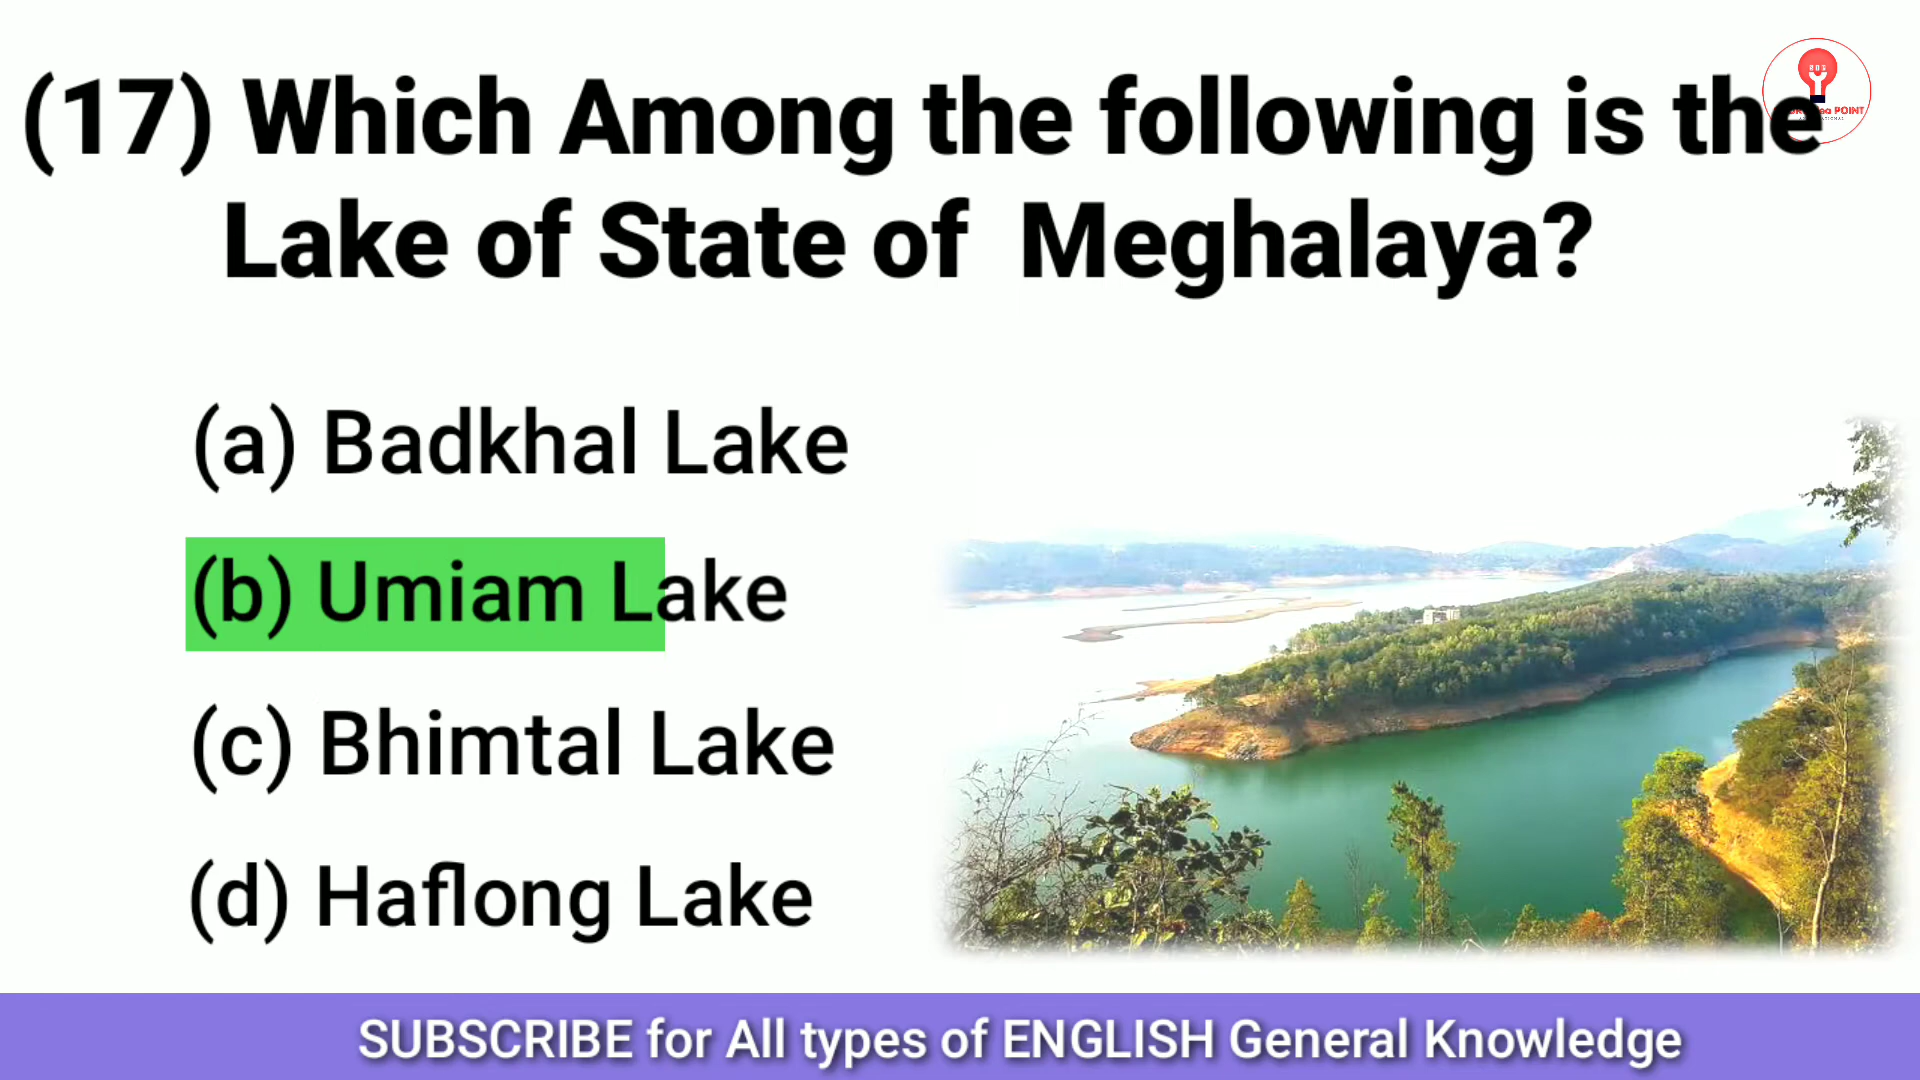 (17) Which Among the following is the
Lake of State of Meghalaya?
(a) Badkhal Lake
(b) Umiam Lake
(c) Bhimtal Lake
(d) Haflong Lake
POINT
SUBSCRIBE for All types of ENGLISH General Knowledge